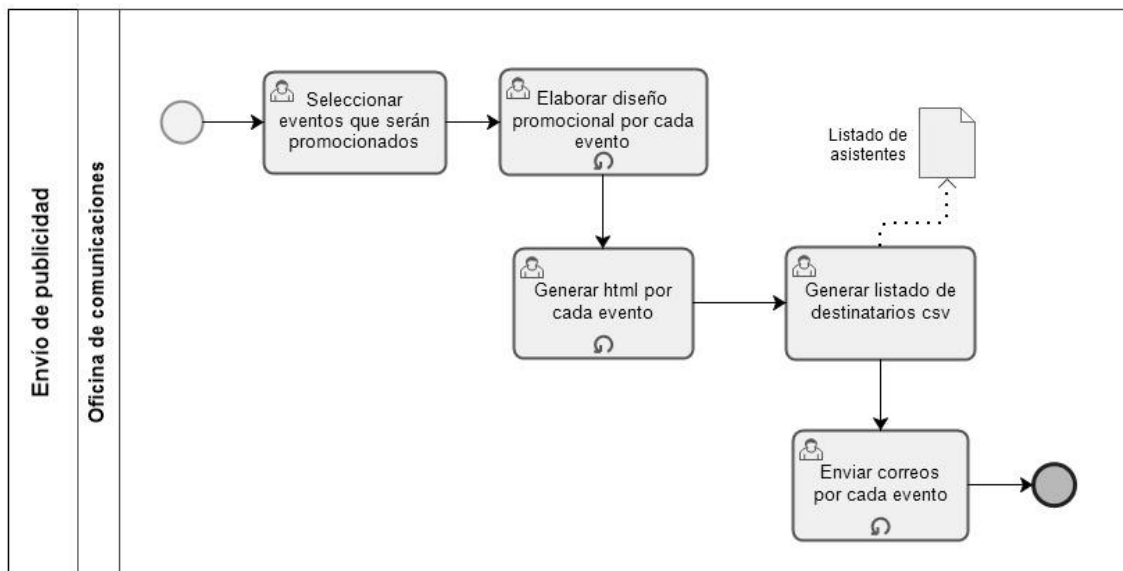 Envío de publicidad
Oficina de comunicaciones
Seleccionar
eventos que serán
promocionados
Elaborar diseño
promocional por cada
evento
Listado de
asistentes
Generar html por
cada evento
Generar listado de
destinatarios csv
Enviar correos
por cada evento